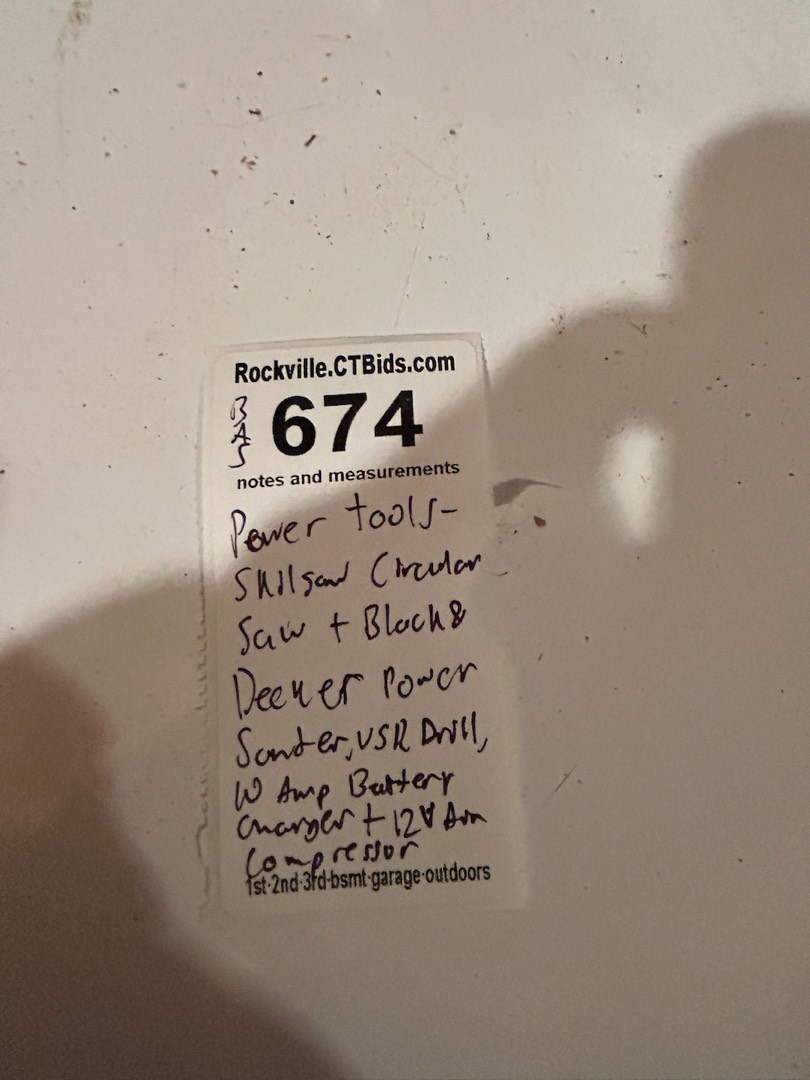 Rockville.CTBids.com
BAS
674
notes and measurements
Power tools-
Skilsaw Circular
Saw + Black &
Decker Power
Sander, VSR Drill,
10 Amp Battery
Charger + 12V Air
Compressor
1st·2nd·3rd-bsmt·garage·outdoors